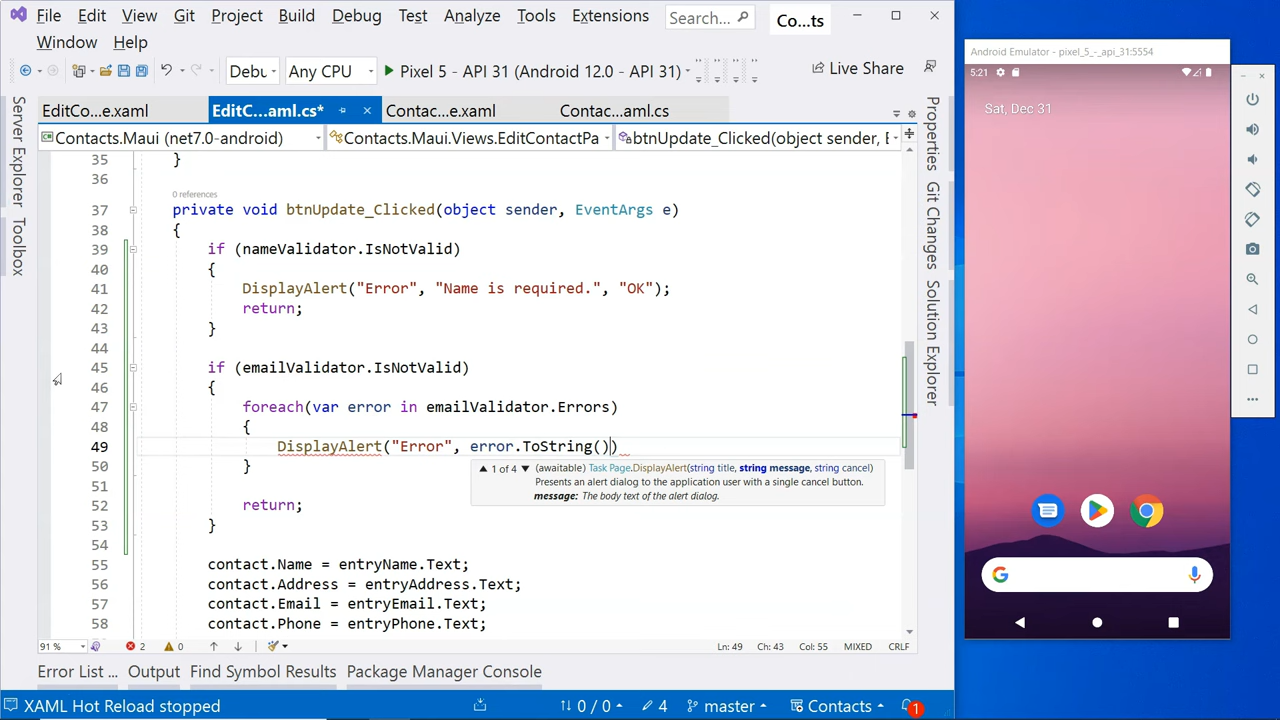 File Edit View Git Project Build Debug Test Analyze Tools Extensions Search... Co...ts
Window Help
Debu Any CPU Pixel 5 - API 31 (Android 12.0 - API 31) Live Share
EditCo...e.xaml EditC...aml.cs* Contac...e.xaml Contac...aml.cs
Contacts.Maui (net7.0-android) Contacts.Maui.Views.EditContactPa btnUpdate_Clicked(object sender, E
35 }
36
0 references
37 private void btnUpdate_Clicked(object sender, EventArgs e)
38 {
39 if (nameValidator.IsNotValid)
40 {
41 DisplayAlert("Error", "Name is required.", "OK");
42 return;
43 }
44
45 if (emailValidator.IsNotValid)
46 {
47 foreach(var error in emailValidator.Errors)
48 {
49 DisplayAlert("Error", error.ToString())
1 of 4 (awaitable) Task Page.DisplayAlert(string title, string message, string cancel)
Presents an alert dialog to the application user with a single cancel button.
message: The body text of the alert dialog.
50 }
51
52 return;
53 }
54
55 contact.Name = entryName.Text;
56 contact.Address = entryAddress.Text;
57 contact.Email = entryEmail.Text;
58 contact.Phone = entryPhone.Text;
91 % 2 0 Ln: 49 Ch: 43 Col: 55 MIXED CRLF
Error List ... Output Find Symbol Results Package Manager Console
XAML Hot Reload stopped 0 / 0 4 master Contacts 1
Server Explorer
Toolbox
Properties
Git Changes
Solution Explorer
Android Emulator - pixel_5_-_api_31:5554
5:21
Sat, Dec 31
G